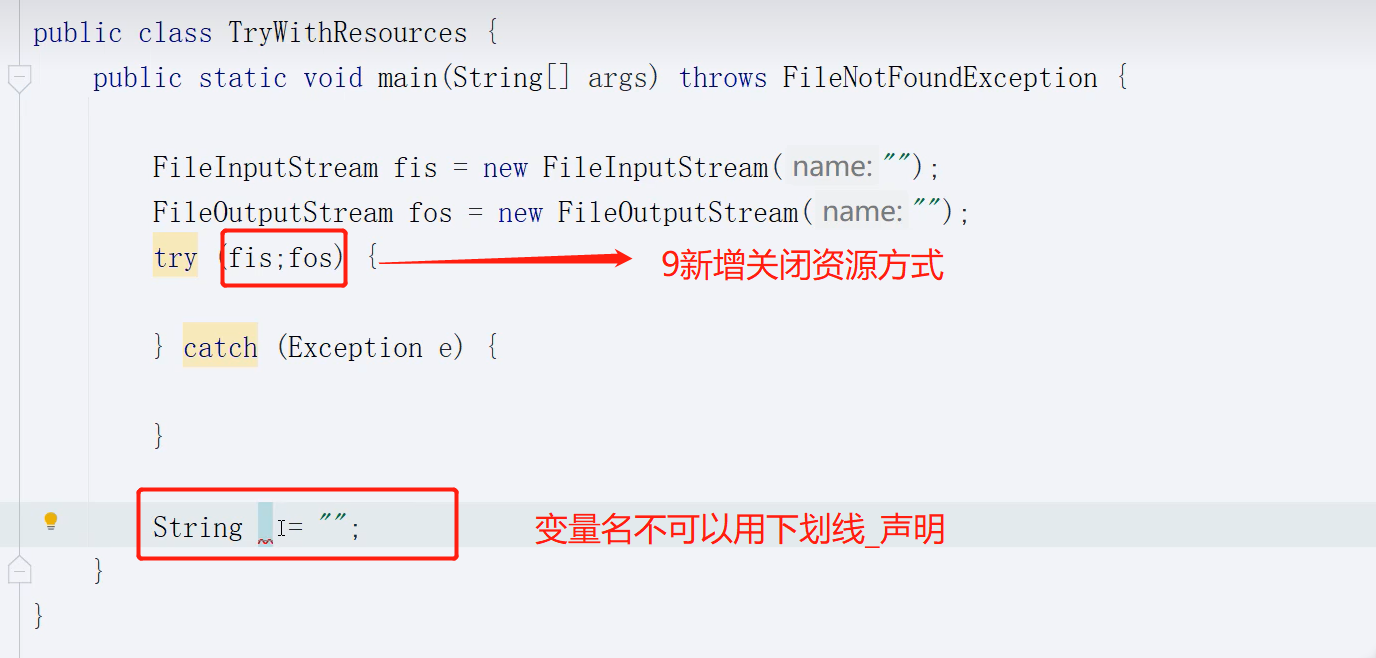 public class TryWithResources {
public static void main(String[] args) throws FileNotFoundException {
FileInputStream fis = new FileInputStream( name: "");
FileOutputStream fos = new FileOutputStream( name: "");
try (fis;fos) { 9新增关闭资源方式
} catch (Exception e) {
}
String _ = ""; 变量名不可以用下划线_声明
}
}